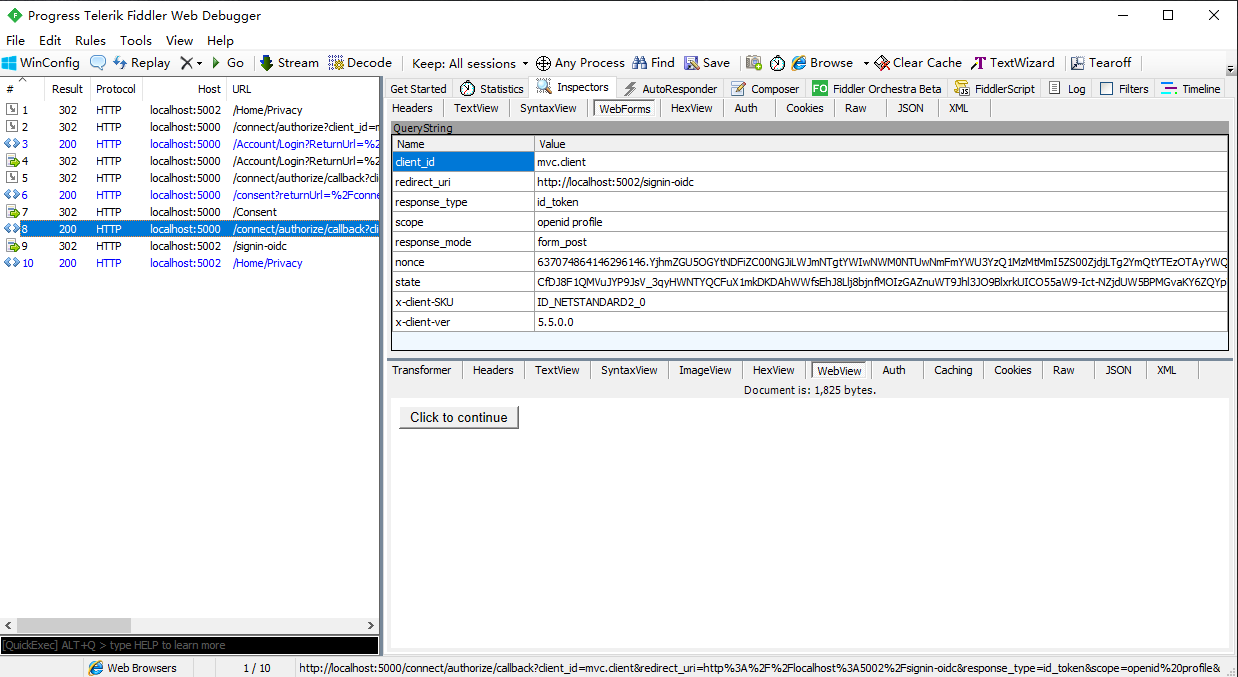 Progress Telerik Fiddler Web Debugger
File Edit Rules Tools View Help
WinConfig Replay Go Stream Decode Keep: All sessions Any Process Find Save Browse Clear Cache TextWizard Tearoff
# Result Protocol Host URL
1 302 HTTP localhost:5002 /Home/Privacy
2 302 HTTP localhost:5000 /connect/authorize?client_id=m
3 200 HTTP localhost:5000 /Account/Login?ReturnUrl=%2
4 302 HTTP localhost:5000 /Account/Login?ReturnUrl=%2
5 302 HTTP localhost:5000 /connect/authorize/callback?cli
6 200 HTTP localhost:5000 /consent?returnUrl=%2Fconne
7 302 HTTP localhost:5000 /Consent
8 200 HTTP localhost:5000 /connect/authorize/callback?cli
9 302 HTTP localhost:5002 /signin-oidc
10 200 HTTP localhost:5002 /Home/Privacy
[QuickExec] ALT+Q > type HELP to learn more
Get Started Statistics Inspectors AutoResponder Composer FO Fiddler Orchestra Beta FiddlerScript Log Filters Timeline
Headers TextView SyntaxView WebForms HexView Auth Cookies Raw JSON XML
QueryString
Name Value
client_id mvc.client
redirect_uri http://localhost:5002/signin-oidc
response_type id_token
scope openid profile
response_mode form_post
nonce 637074864146296146.YjhmZGU5OGYtNDFiZC00NGJiLWJmNTgtYWIwNWM0NTUwNmFmYWU3YzQ1MzMtMmI5ZS00ZjdjLTg2YmQtYTEzOTAyYWQ
state CfDJ8F1QMVuJYP9JsV_3qyHWNTYQCFuX1mkDKDAhWWfsEhJ8Llj8bjnfMOIzGAZnuWT9Jhl3JO9BlxrkUICO55aW9-Ict-NZjdUW5BPMGvaKY6ZQYp
x-client-SKU ID_NETSTANDARD2_0
x-client-ver 5.5.0.0
Transformer Headers TextView SyntaxView ImageView HexView WebView Auth Caching Cookies Raw JSON XML
Document is: 1,825 bytes.
Click to continue
Web Browsers 1 / 10 http://localhost:5000/connect/authorize/callback?client_id=mvc.client&redirect_uri=http%3A%2F%2Flocalhost%3A5002%2Fsignin-oidc&response_type=id_token&scope=openid%20profile&